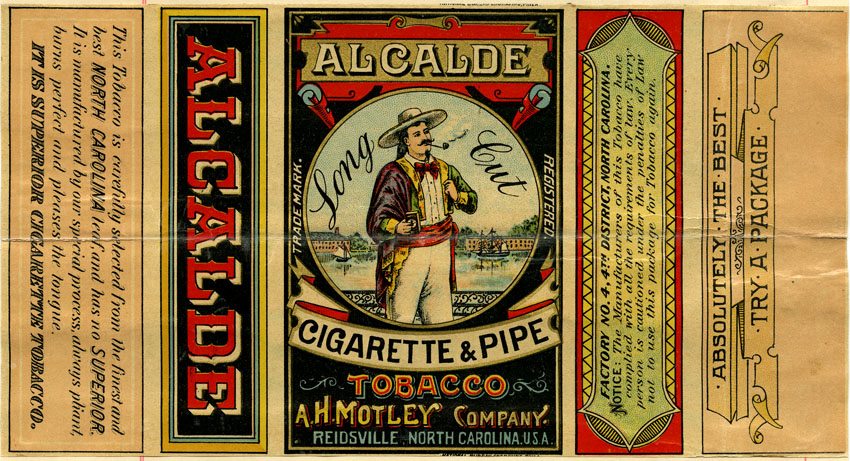 This Tobacco is carefully selected from the finest and
best NORTH CAROLINA leaf and has no SUPERIOR.
It is manufactured by our special process, always pliant,
burns perfect and pleases the tongue.
IT IS SUPERIOR CIGARETTE TOBACCO.
ALCALDE
ALCALDE
Long Cut
TRADE MARK.
REGISTERED
CIGARETTE & PIPE
TOBACCO
A.H. MOTLEY COMPANY.
REIDSVILLE, NORTH CAROLINA. U.S.A.
FACTORY NO. 4. 4TH DISTRICT, NORTH CAROLINA.
NOTICE: The Manufacturers of this Tobacco have
complied with all the requirements of law. Every
person is cautioned under the penalties of Law
not to use this package for Tobacco again.
·ABSOLUTELY·THE·BEST·
·TRY·A·PACKAGE·